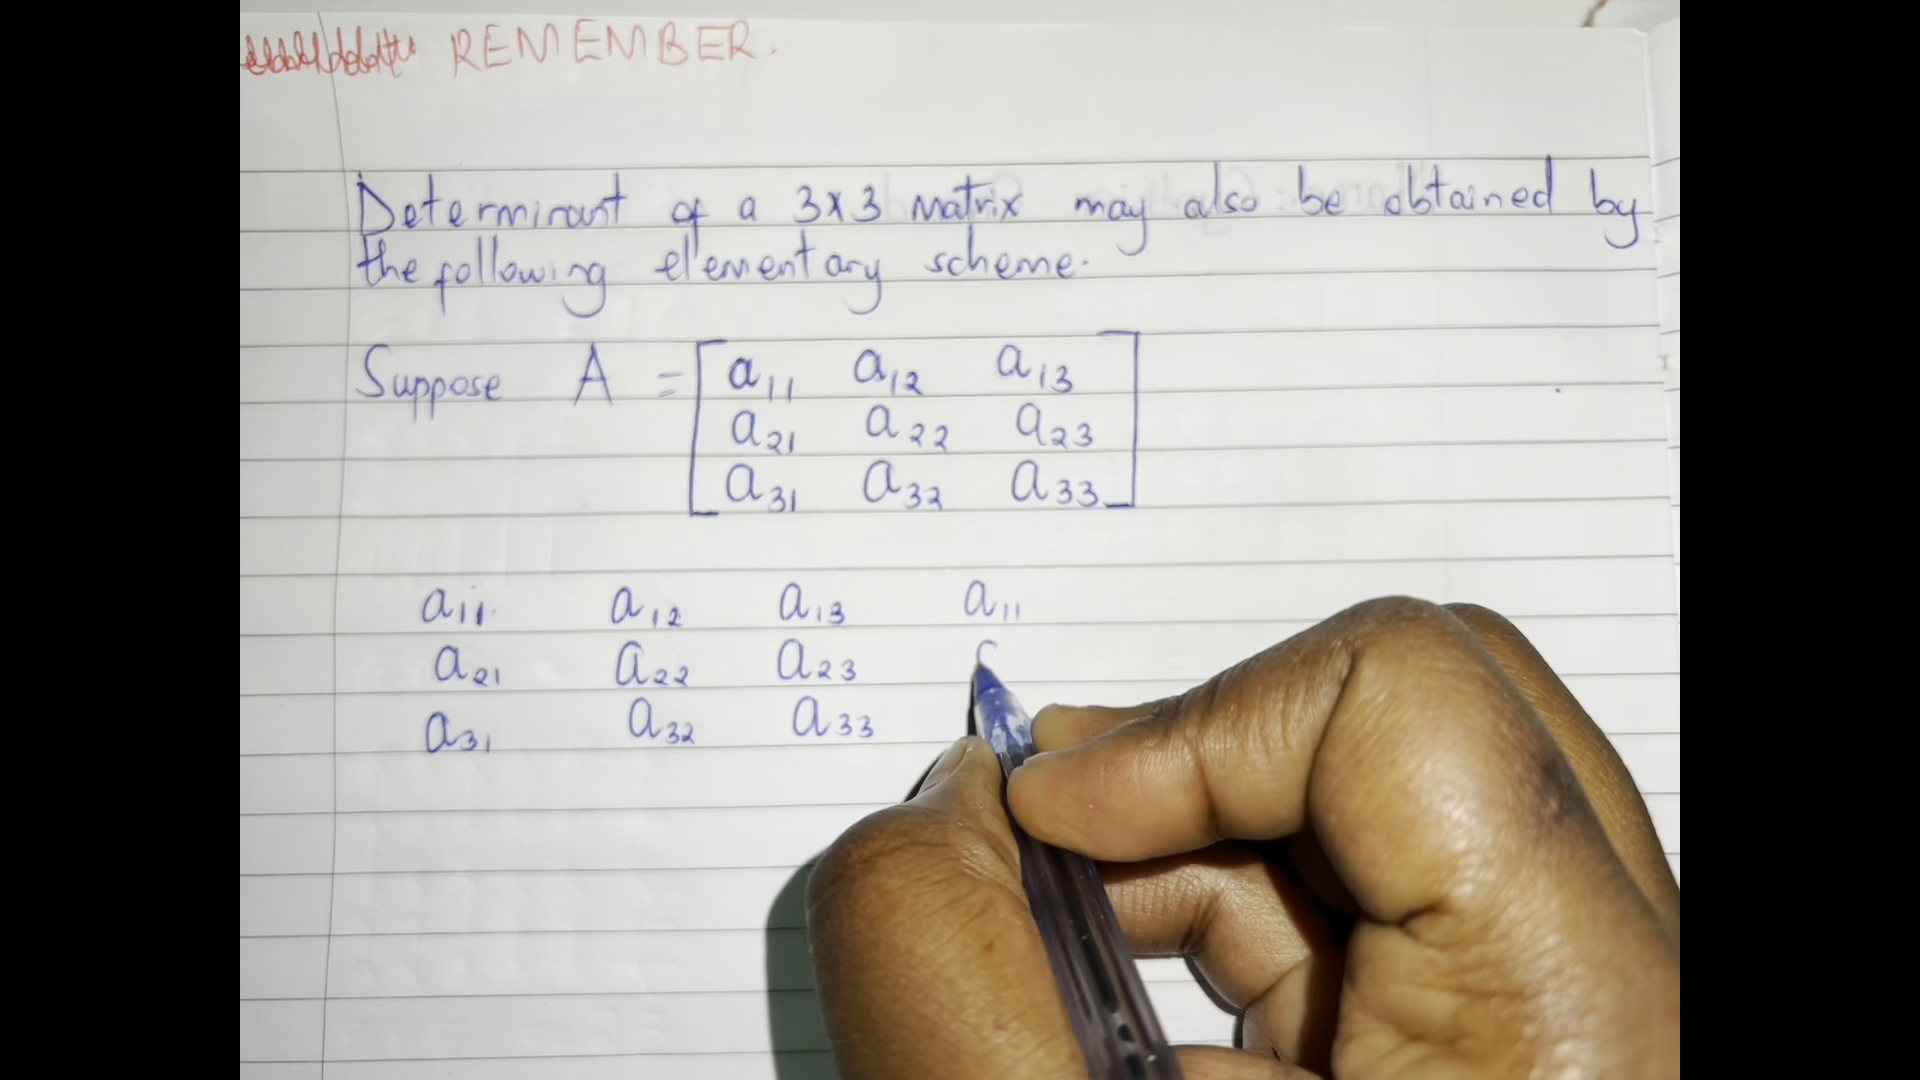 REMEMBER.
Determinant of a 3x3 matrix may also be obtained by
the following elementary scheme.
Suppose A = [a₁₁ a₁₂ a₁₃
a₂₁ a₂₂ a₂₃
a₃₁ a₃₂ a₃₃]
a₁₁ a₁₂ a₁₃ a₁₁
a₂₁ a₂₂ a₂₃
a₃₁ a₃₂ a₃₃